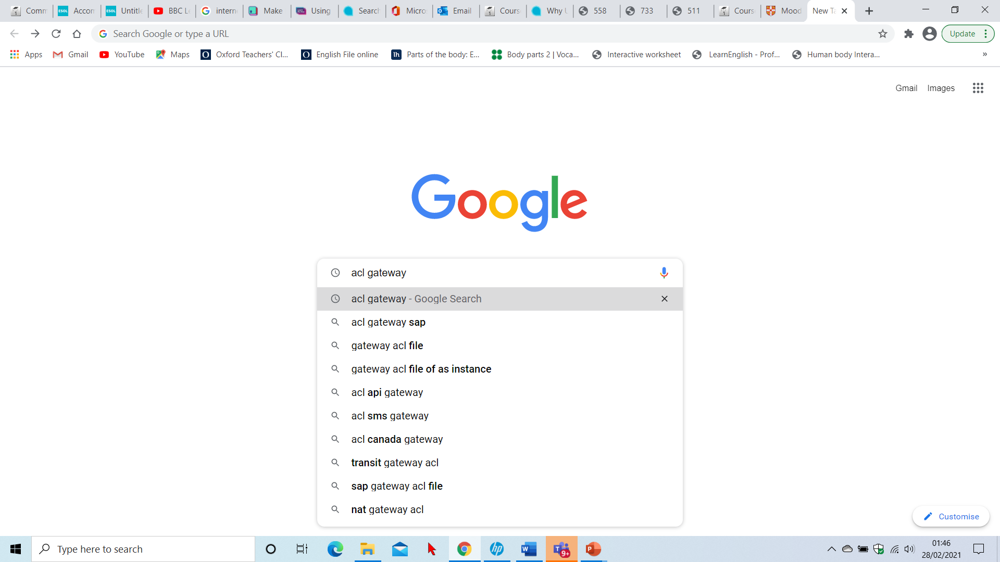 Comm Accom Untitle BBC Le intern Make Using Search Micro Email Cours Why U 558 733 511 Cours Mood New Ta
Search Google or type a URL Update
Apps Gmail YouTube Maps Oxford Teachers' Cl... English File online Parts of the body: E... Body parts 2 | Voca... Interactive worksheet LearnEnglish - Prof... Human body Intera... »
Gmail Images
Google
acl gateway
acl gateway - Google Search
acl gateway sap
gateway acl file
gateway acl file of as instance
acl api gateway
acl sms gateway
acl canada gateway
transit gateway acl
sap gateway acl file
nat gateway acl
Customise
Type here to search
9+
01:46
28/02/2021